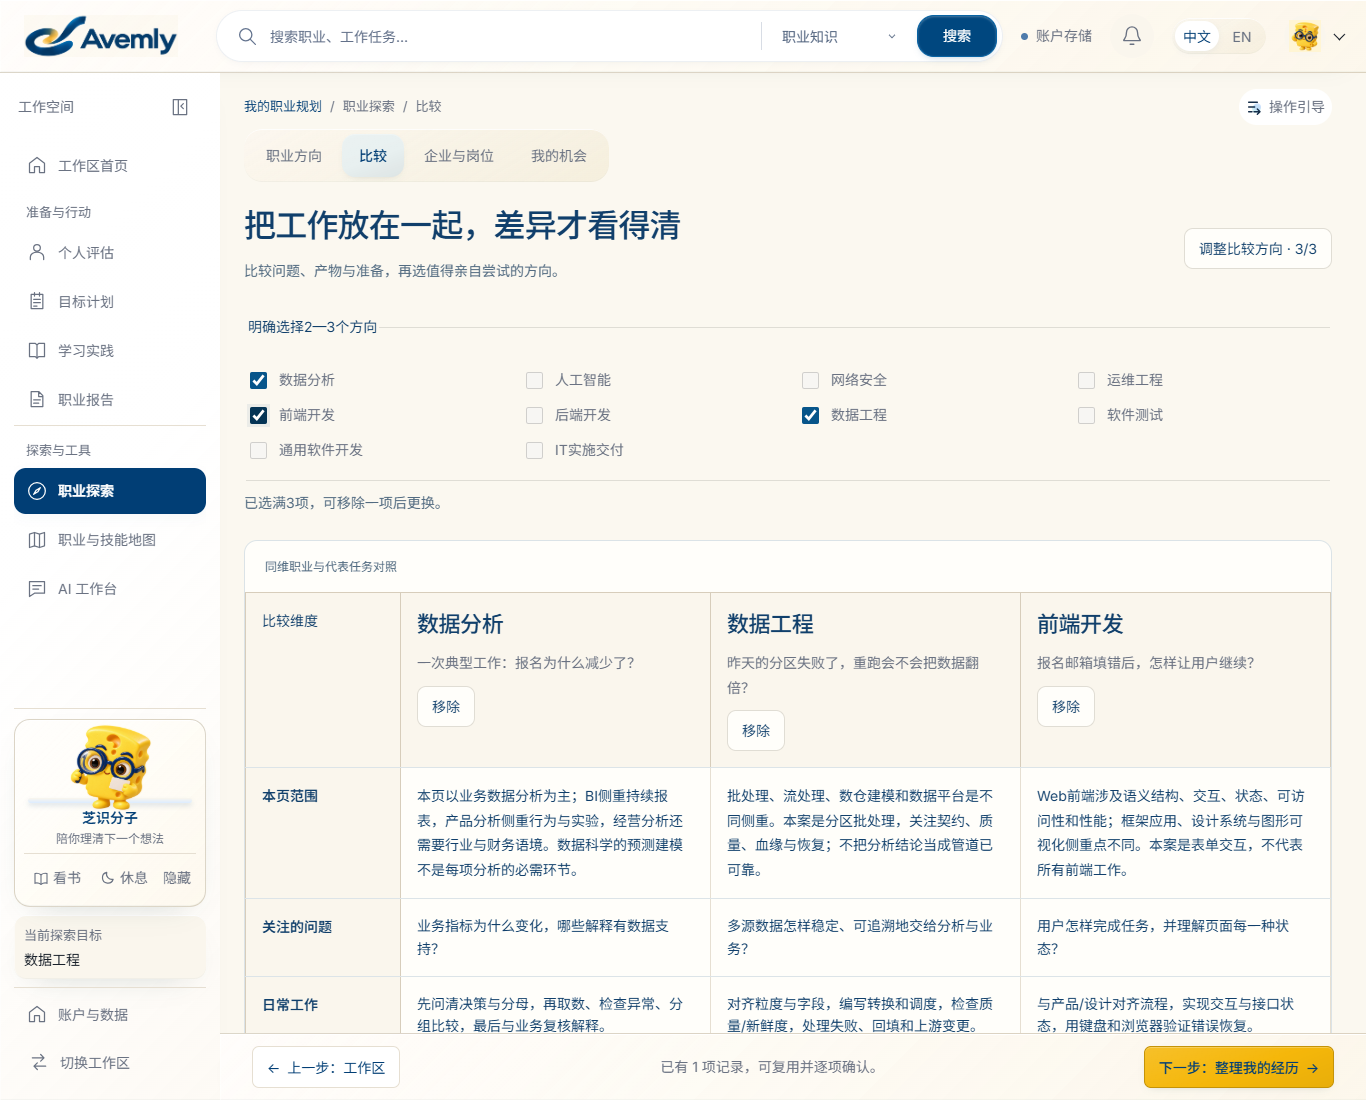 Avemly
搜索职业、工作任务...
职业知识
搜索
账户存储
中文
EN
工作空间
工作区首页
准备与行动
个人评估
目标计划
学习实践
职业报告
探索与工具
职业探索
职业与技能地图
AI 工作台
芝识分子
陪你理清下一个想法
看书
休息
隐藏
当前探索目标
数据工程
账户与数据
切换工作区
我的职业规划 / 职业探索 / 比较
操作引导
职业方向
比较
企业与岗位
我的机会
把工作放在一起，差异才看得清
比较问题、产物与准备，再选值得亲自尝试的方向。
调整比较方向 · 3/3
明确选择2—3个方向
数据分析
人工智能
网络安全
运维工程
前端开发
后端开发
数据工程
软件测试
通用软件开发
IT实施交付
已选满3项，可移除一项后更换。
同维职业与代表任务对照
比较维度
数据分析
一次典型工作：报名为什么减少了？
移除
数据工程
昨天的分区失败了，重跑会不会把数据翻
倍？
移除
前端开发
报名邮箱填错后，怎样让用户继续？
移除
本页范围
本页以业务数据分析为主；BI侧重持续报
表，产品分析侧重行为与实验，经营分析还
需要行业与财务语境。数据科学的预测建模
不是每项分析的必需环节。
批处理、流处理、数仓建模和数据平台是不
同侧重。本案是分区批处理，关注契约、质
量、血缘与恢复；不把分析结论当成管道已
可靠。
Web前端涉及语义结构、交互、状态、可访
问性和性能；框架应用、设计系统与图形可
视化侧重点不同。本案是表单交互，不代表
所有前端工作。
关注的问题
业务指标为什么变化，哪些解释有数据支
持？
多源数据怎样稳定、可追溯地交给分析与业
务？
用户怎样完成任务，并理解页面每一种状
态？
日常工作
先问清决策与分母，再取数、检查异常、分
组比较，最后与业务复核解释。
对齐粒度与字段，编写转换和调度，检查质
量/新鲜度，处理失败、回填和上游变更。
与产品/设计对齐流程，实现交互与接口状
态，用键盘和浏览器验证错误恢复。
← 上一步：工作区
已有 1 项记录，可复用并逐项确认。
下一步：整理我的经历 →